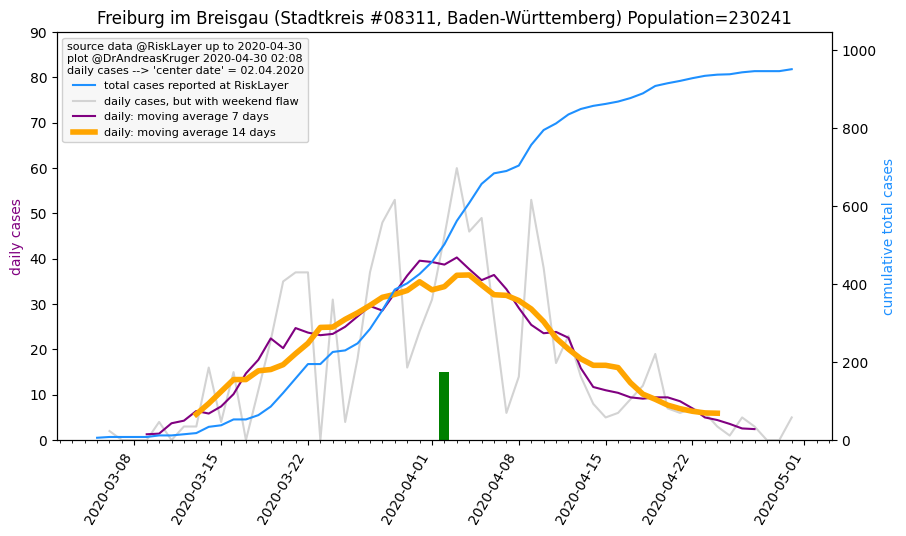 Freiburg im Breisgau (Stadtkreis #08311, Baden-Württemberg) Population=230241
source data @RiskLayer up to 2020-04-30
plot @DrAndreasKruger 2020-04-30 02:08
daily cases --> 'center date' = 02.04.2020
total cases reported at RiskLayer
daily cases, but with weekend flaw
daily: moving average 7 days
daily: moving average 14 days
daily cases
90
80
70
60
50
40
30
20
10
0
1000
800
600
400
200
0
cumulative total cases
2020-03-08
2020-03-15
2020-03-22
2020-04-01
2020-04-08
2020-04-15
2020-04-22
2020-05-01